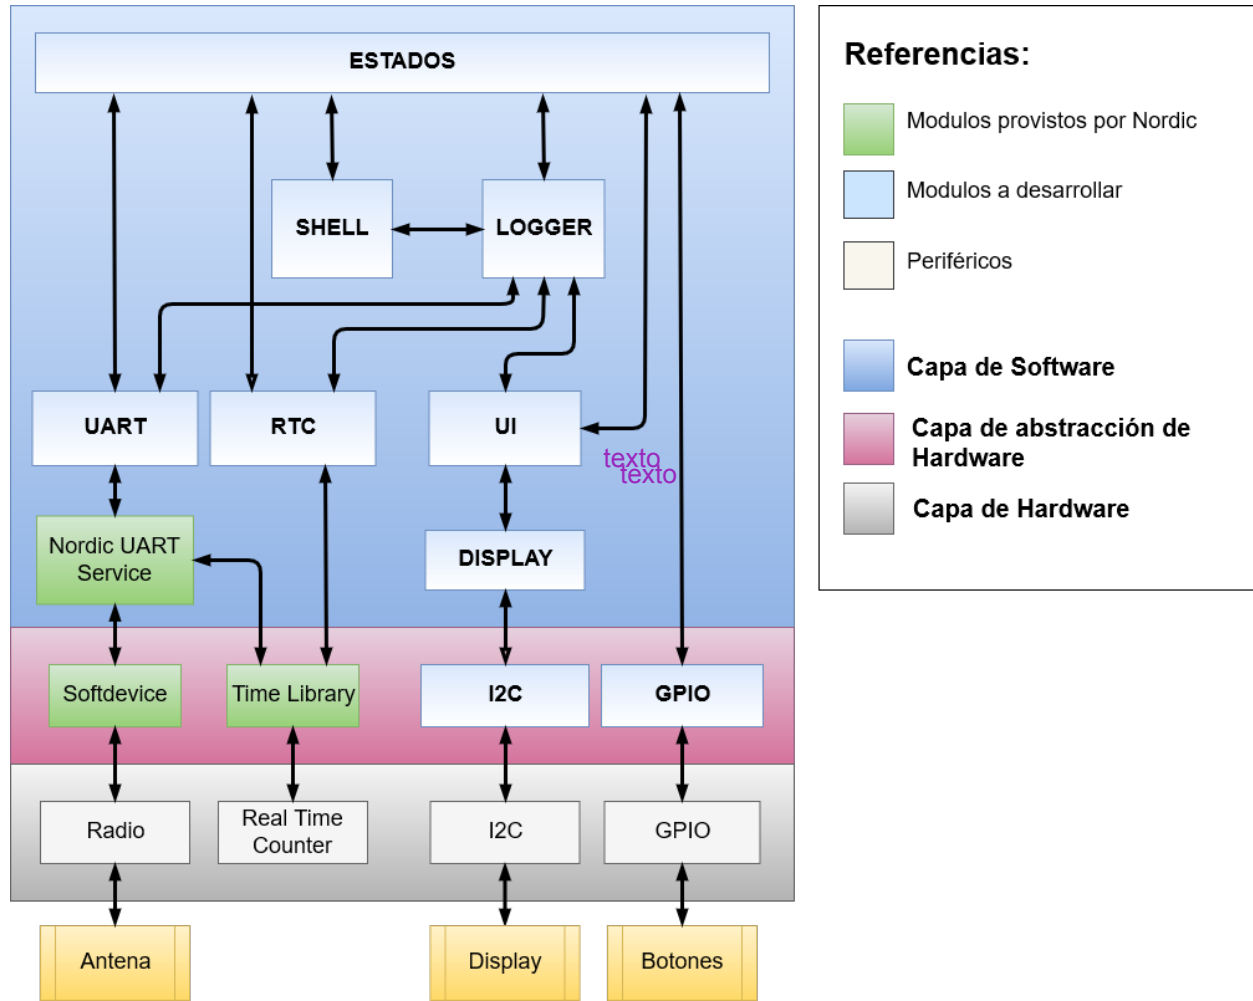 ESTADOS
SHELL
LOGGER
UART
RTC
UI
texto
texto
Nordic UART
Service
DISPLAY
Softdevice
Time Library
I2C
GPIO
Radio
Real Time
Counter
I2C
GPIO
Antena
Display
Botones
Referencias:
Modulos provistos por Nordic
Modulos a desarrollar
Periféricos
Capa de Software
Capa de abstracción de
Hardware
Capa de Hardware